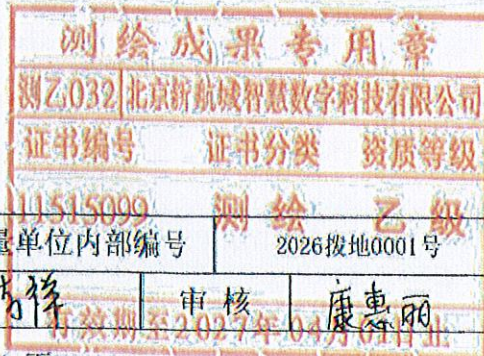 测绘成果专用章
测乙032 北京新航城智慧数字科技有限公司
证书编号 证书分类 资质等级
11515099 测绘 乙级
量单位内部编号 2026拨地0001号
审核 康惠丽
有效期至2027年04月01日止